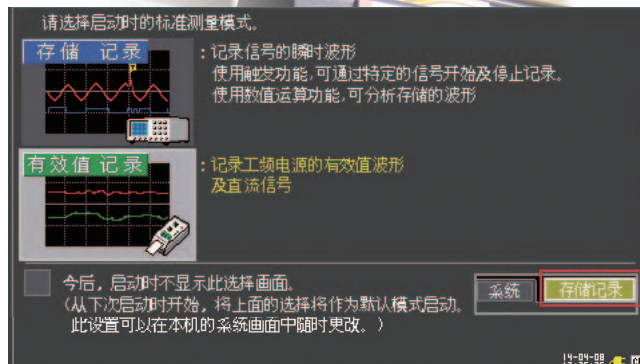 请选择启动时的标准测量模式。
存储 记录
:记录信号的瞬时波形
使用触发功能,可通过特定的信号开始及停止记录。
使用数值运算功能,可分析存储的波形
有效值 记录
:记录工频电源的有效值波形
及直流信号
今后, 启动时不显示此选择画面。
(从下次启动时开始, 将上面的选择将作为默认模式启动。
此设置可以在本机的系统画面中随时更改。)
系统
存储记录
14-04-08